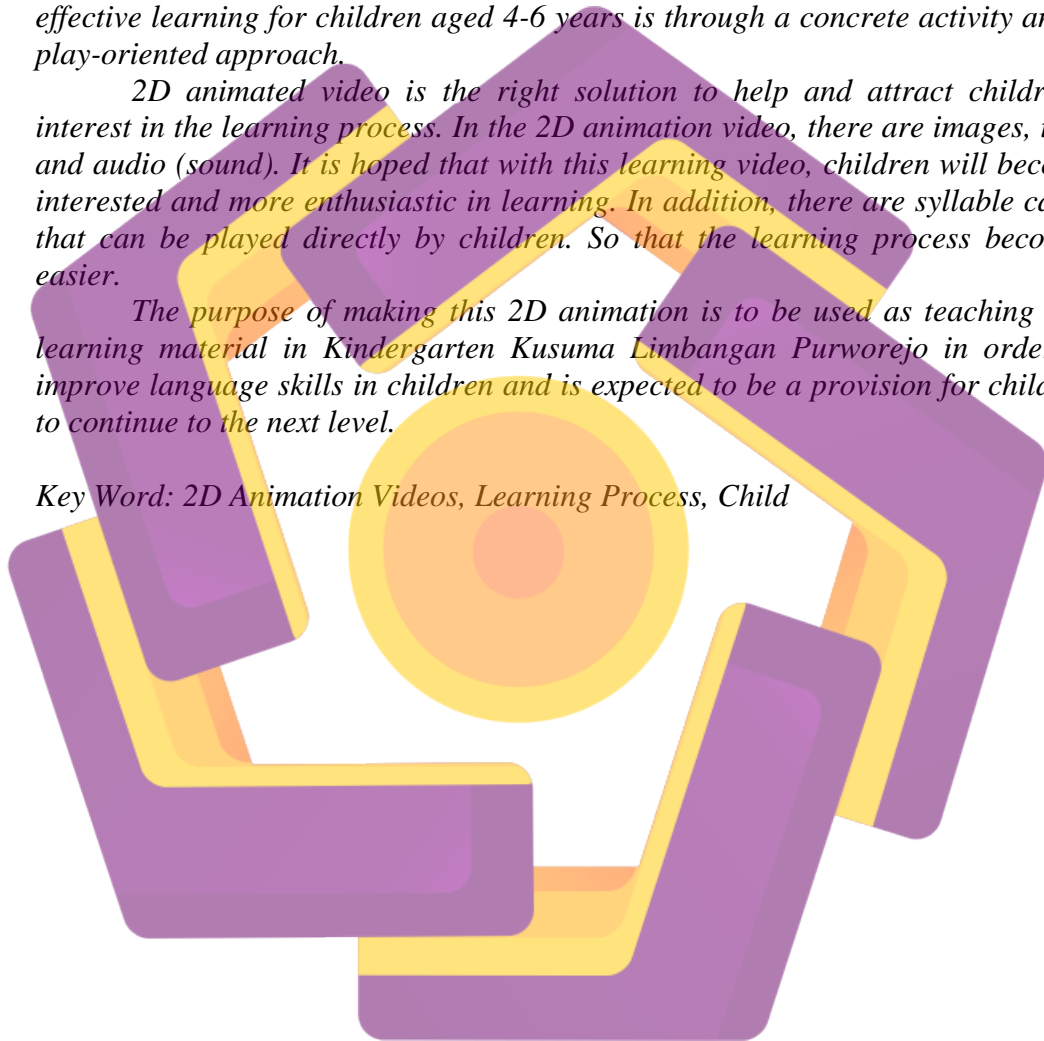 effective learning for children aged 4-6 years is through a concrete activity an
play-oriented approach.
2D animated video is the right solution to help and attract childr
interest in the learning process. In the 2D animation video, there are images, t
and audio (sound). It is hoped that with this learning video, children will beco
interested and more enthusiastic in learning. In addition, there are syllable ca
that can be played directly by children. So that the learning process beco
easier.
The purpose of making this 2D animation is to be used as teaching
learning material in Kindergarten Kusuma Limbangan Purworejo in orde
improve language skills in children and is expected to be a provision for child
to continue to the next level.
Key Word: 2D Animation Videos, Learning Process, Child